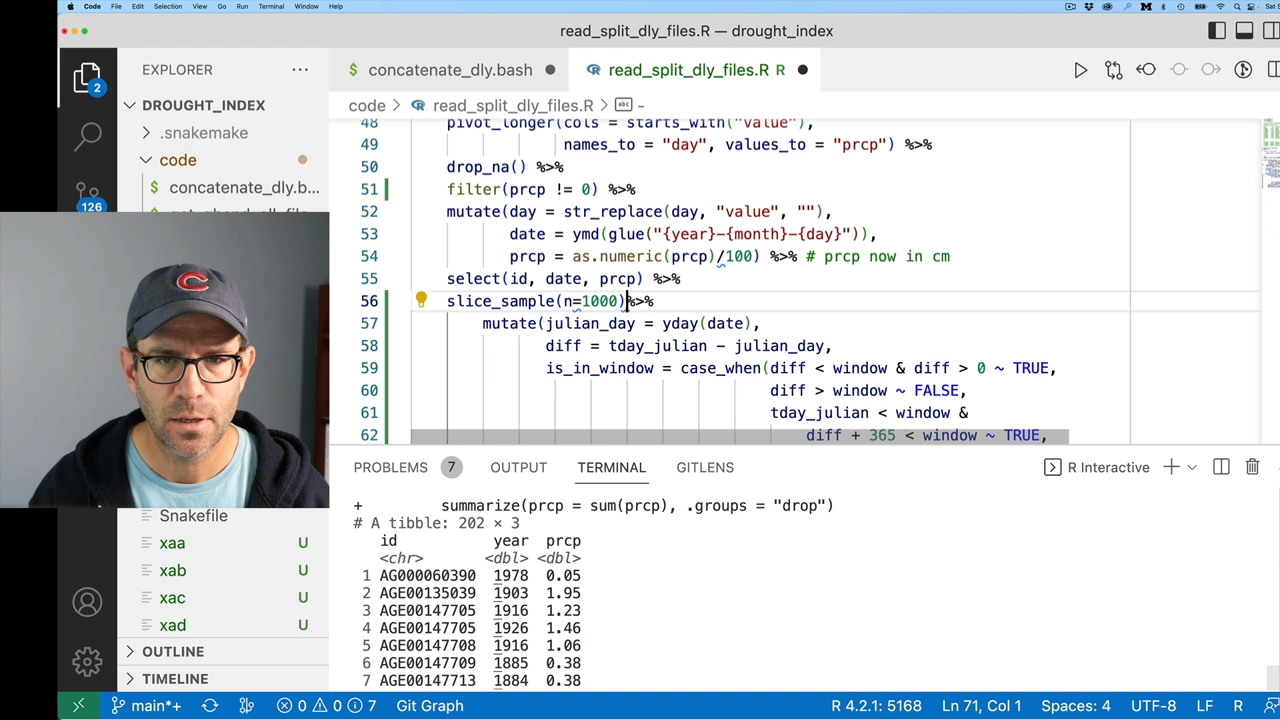 Code File Edit Selection View Go Run Terminal Window Help
read_split_dly_files.R — drought_index
EXPLORER
$ concatenate_dly.bash
read_split_dly_files.R R
code > read_split_dly_files.R > abc -
DROUGHT_INDEX
.snakemake
code
$ concatenate_dly.b...
2
126
48 pivot_longer(cols = starts_with("value"),
49 names_to = "day", values_to = "prcp") %>%
50 drop_na() %>%
51 filter(prcp != 0) %>%
52 mutate(day = str_replace(day, "value", ""),
53 date = ymd(glue("{year}-{month}-{day}")),
54 prcp = as.numeric(prcp)/100) %>% # prcp now in cm
55 select(id, date, prcp) %>%
56 slice_sample(n=1000)%>%
57 mutate(julian_day = yday(date),
58 diff = tday_julian - julian_day,
59 is_in_window = case_when(diff < window & diff > 0 ~ TRUE,
60 diff > window ~ FALSE,
61 tday_julian < window &
62 diff + 365 < window ~ TRUE,
PROBLEMS 7 OUTPUT TERMINAL GITLENS
R Interactive
+ summarize(prcp = sum(prcp), .groups = "drop")
# A tibble: 202 × 3
id year prcp
<chr> <dbl> <dbl>
1 AG000060390 1978 0.05
2 AGE00135039 1903 1.95
3 AGE00147705 1916 1.23
4 AGE00147705 1926 1.46
5 AGE00147708 1916 1.06
6 AGE00147709 1885 0.38
7 AGE00147713 1884 0.38
Snakefile
xaa U
xab U
xac U
xad U
OUTLINE
TIMELINE
main*+ 0 0 7 Git Graph
R 4.2.1: 5168 Ln 71, Col 1 Spaces: 4 UTF-8 LF R